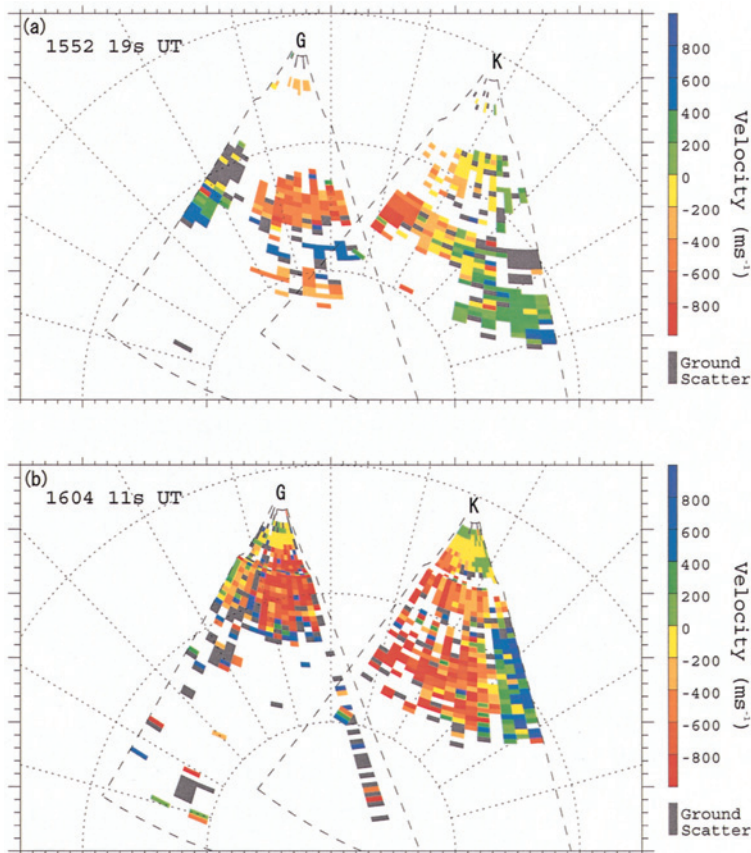 (a)
1552 19s UT
G
K
800
600
400
200
0
-200
-400
-600
-800
Velocity (ms⁻¹)
Ground
Scatter
(b)
1604 11s UT
G
K
800
600
400
200
0
-200
-400
-600
-800
Velocity (ms⁻¹)
Ground
Scatter